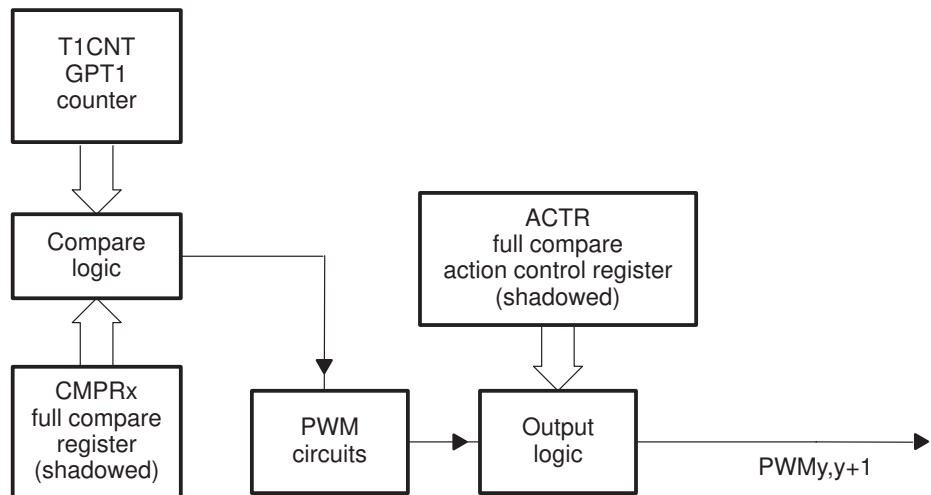 T1CNT
GPT1
counter
Compare
logic
ACTR
full compare
action control register
(shadowed)
CMPRx
full compare
register
(shadowed)
PWM
circuits
Output
logic
PWMy,y+1